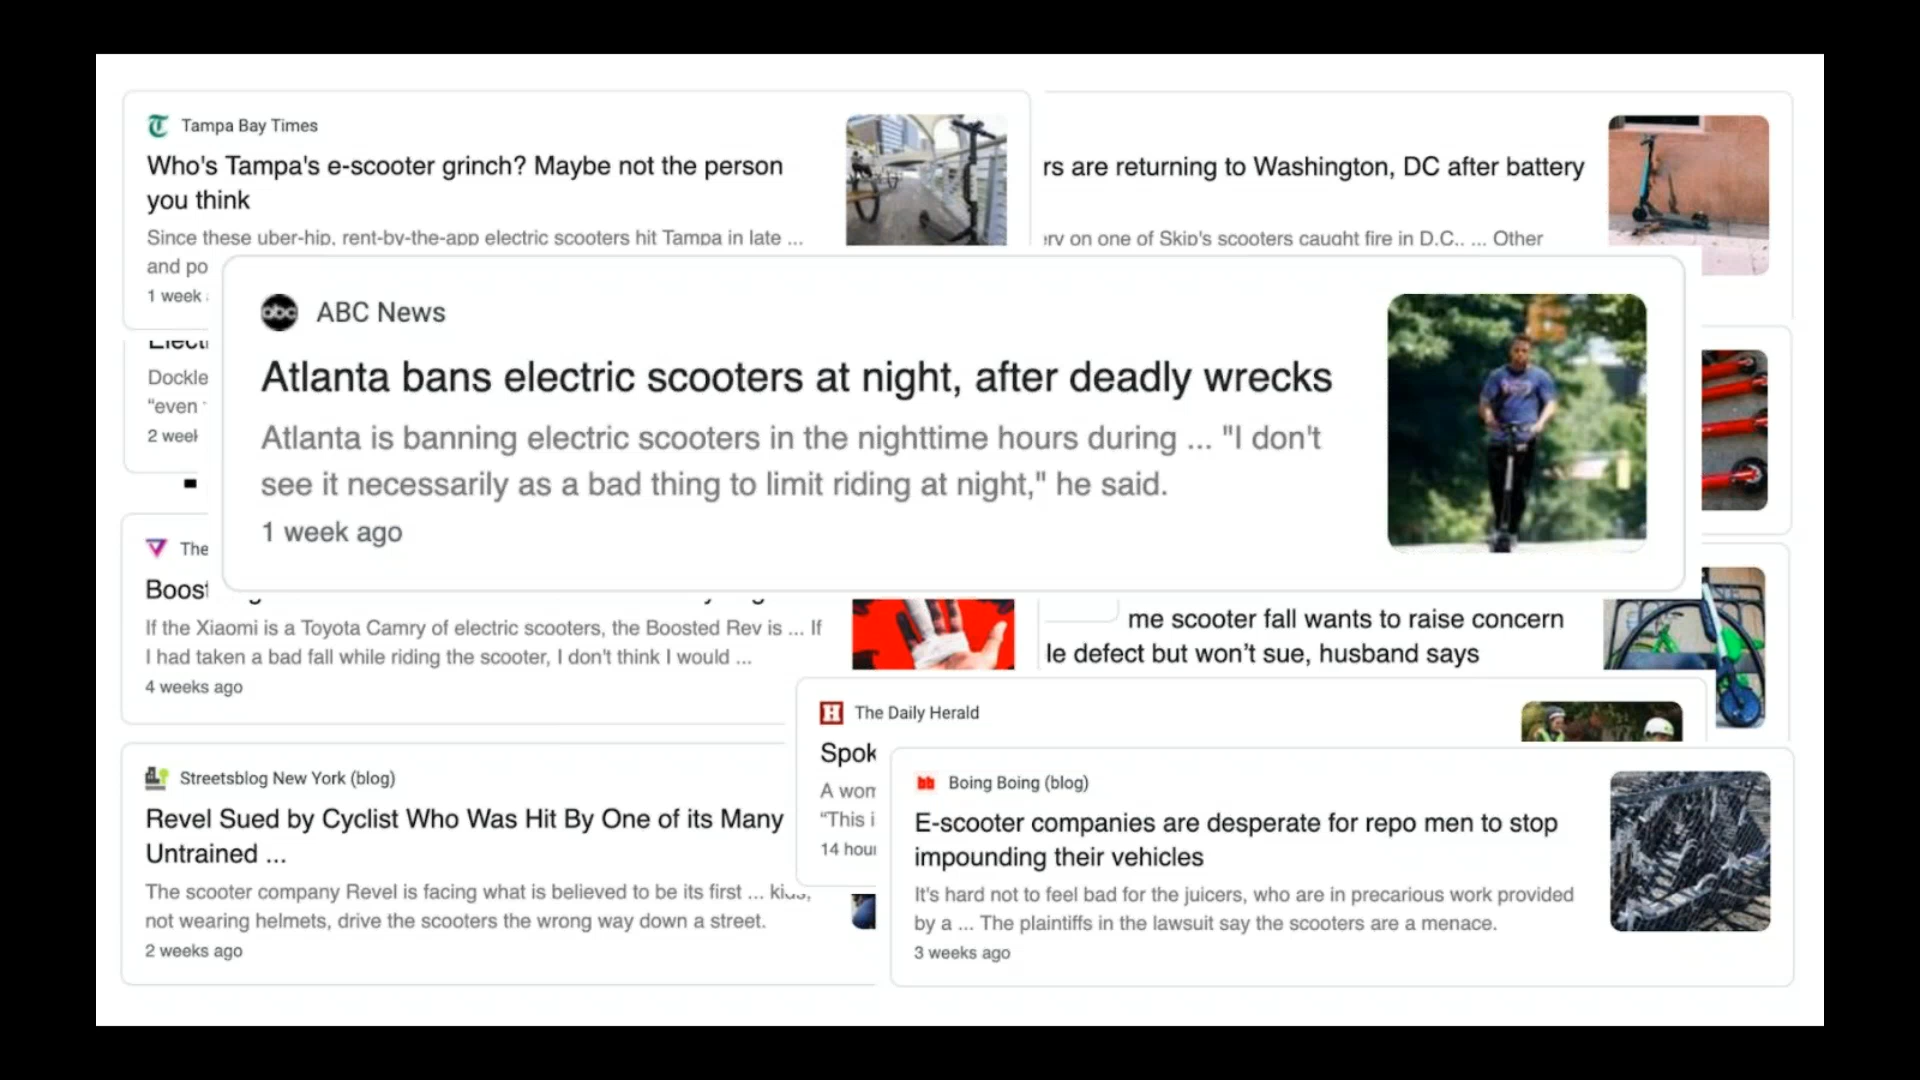 Tampa Bay Times
Who's Tampa's e-scooter grinch? Maybe not the person
you think
Since these uber-hip, rent-by-the-app electric scooters hit Tampa in late ...
and po
1 week
rs are returning to Washington, DC after battery
ery on one of Skip's scooters caught fire in D.C.. ... Other
abc
ABC News
Atlanta bans electric scooters at night, after deadly wrecks
Atlanta is banning electric scooters in the nighttime hours during ... "I don't
see it necessarily as a bad thing to limit riding at night," he said.
1 week ago
Electr
Dockle
“even
2 week
The
Boost
If the Xiaomi is a Toyota Camry of electric scooters, the Boosted Rev is ... If
I had taken a bad fall while riding the scooter, I don't think I would ...
4 weeks ago
me scooter fall wants to raise concern
le defect but won’t sue, husband says
H The Daily Herald
Spok
A wom
“This i
14 hour
Streetsblog New York (blog)
Revel Sued by Cyclist Who Was Hit By One of its Many
Untrained ...
The scooter company Revel is facing what is believed to be its first ... kids,
not wearing helmets, drive the scooters the wrong way down a street.
2 weeks ago
bb Boing Boing (blog)
E-scooter companies are desperate for repo men to stop
impounding their vehicles
It's hard not to feel bad for the juicers, who are in precarious work provided
by a ... The plaintiffs in the lawsuit say the scooters are a menace.
3 weeks ago